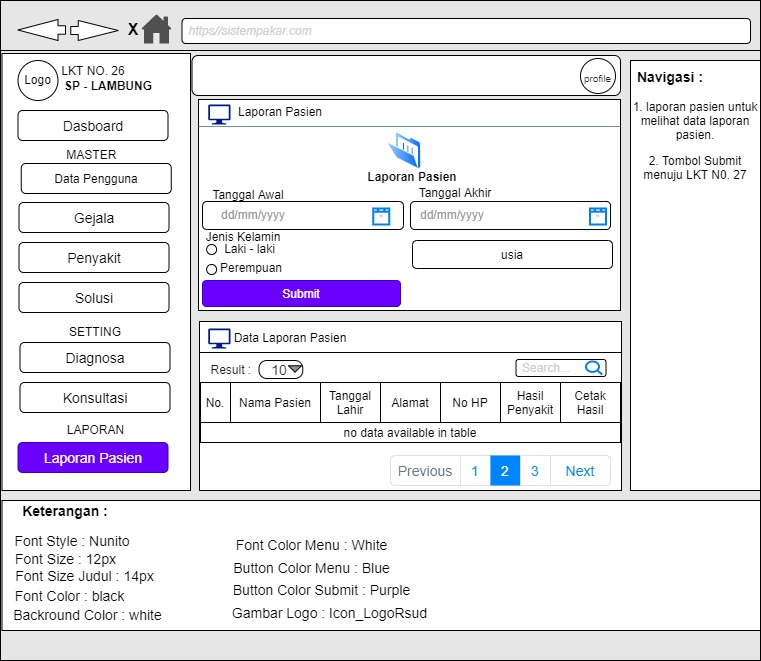 X
https//sistempakar.com
Logo
LKT NO. 26
SP - LAMBUNG
Dasboard
MASTER
Data Pengguna
Gejala
Penyakit
Solusi
SETTING
Diagnosa
Konsultasi
LAPORAN
Laporan Pasien
profile
Laporan Pasien
Laporan Pasien
Tanggal Awal
Tanggal Akhir
dd/mm/yyyy
dd/mm/yyyy
Jenis Kelamin
Laki - laki
Perempuan
usia
Submit
Data Laporan Pasien
Result :
10
Search...
No.
Nama Pasien
Tanggal
Lahir
Alamat
No HP
Hasil
Penyakit
Cetak
Hasil
no data available in table
Previous
1
2
3
Next
Navigasi :
1. laporan pasien untuk
melihat data laporan
pasien.
2. Tombol Submit
menuju LKT N0. 27
Keterangan :
Font Style : Nunito
Font Size : 12px
Font Size Judul : 14px
Font Color : black
Backround Color : white
Font Color Menu : White
Button Color Menu : Blue
Button Color Submit : Purple
Gambar Logo : Icon_LogoRsud